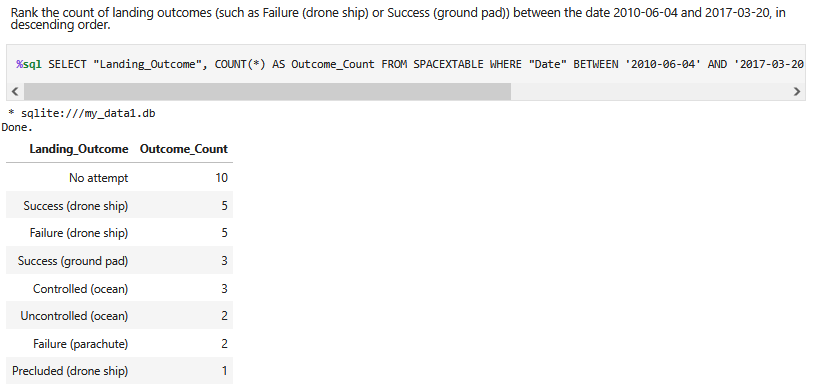 Rank the count of landing outcomes (such as Failure (drone ship) or Success (ground pad)) between the date 2010-06-04 and 2017-03-20, in
descending order.
%sql SELECT "Landing_Outcome", COUNT(*) AS Outcome_Count FROM SPACEXTABLE WHERE "Date" BETWEEN '2010-06-04' AND '2017-03-20
* sqlite:///my_data1.db
Done.
Landing_Outcome Outcome_Count
No attempt 10
Success (drone ship) 5
Failure (drone ship) 5
Success (ground pad) 3
Controlled (ocean) 3
Uncontrolled (ocean) 2
Failure (parachute) 2
Precluded (drone ship) 1